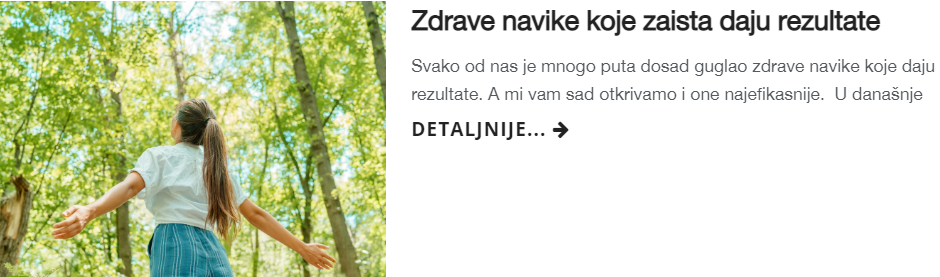 Zdrave navike koje zaista daju rezultate
Svako od nas je mnogo puta dosad guglao zdrave navike koje daju
rezultate. A mi vam sad otkrivamo i one najefikasnije.  U današnje
DETALJNIJE...